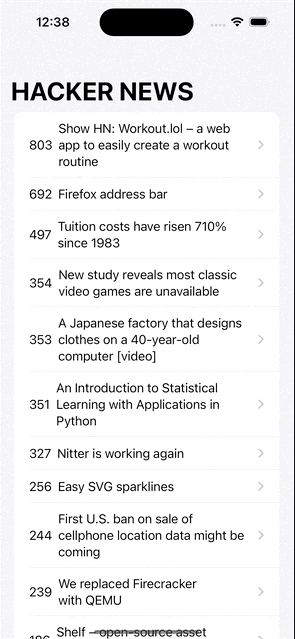 12:38
HACKER NEWS
Show HN: Workout.lol – a web
803 app to easily create a workout
routine
692 Firefox address bar
497 Tuition costs have risen 710%
since 1983
354 New study reveals most classic
video games are unavailable
A Japanese factory that designs
353 clothes on a 40-year-old
computer [video]
An Introduction to Statistical
351 Learning with Applications in
Python
327 Nitter is working again
256 Easy SVG sparklines
First U.S. ban on sale of
244 cellphone location data might be
coming
239 We replaced Firecracker
with QEMU
Shelf – open-source asset